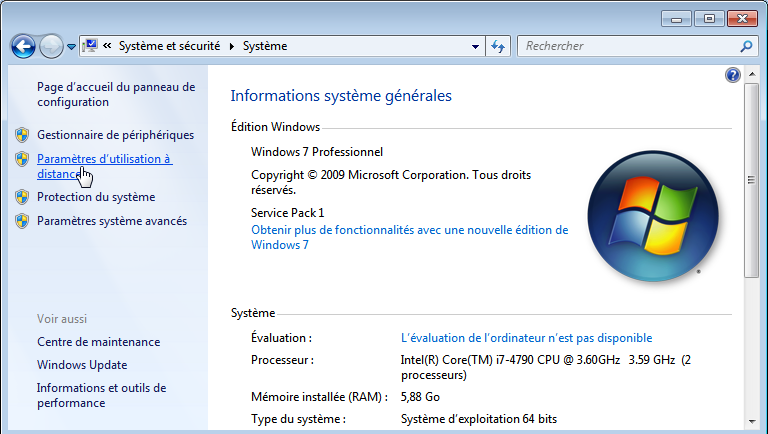 « Système et sécurité Système
Rechercher
Page d'accueil du panneau de
configuration
Gestionnaire de périphériques
Paramètres d'utilisation à
distance
Protection du système
Paramètres système avancés
Voir aussi
Centre de maintenance
Windows Update
Informations et outils de
performance
Informations système générales
Édition Windows
Windows 7 Professionnel
Copyright © 2009 Microsoft Corporation. Tous droits
réservés.
Service Pack 1
Obtenir plus de fonctionnalités avec une nouvelle édition de
Windows 7
Système
Évaluation : L'évaluation de l'ordinateur n'est pas disponible
Processeur : Intel(R) Core(TM) i7-4790 CPU @ 3.60GHz 3.59 GHz (2
processeurs)
Mémoire installée (RAM) : 5,88 Go
Type du système : Système d'exploitation 64 bits